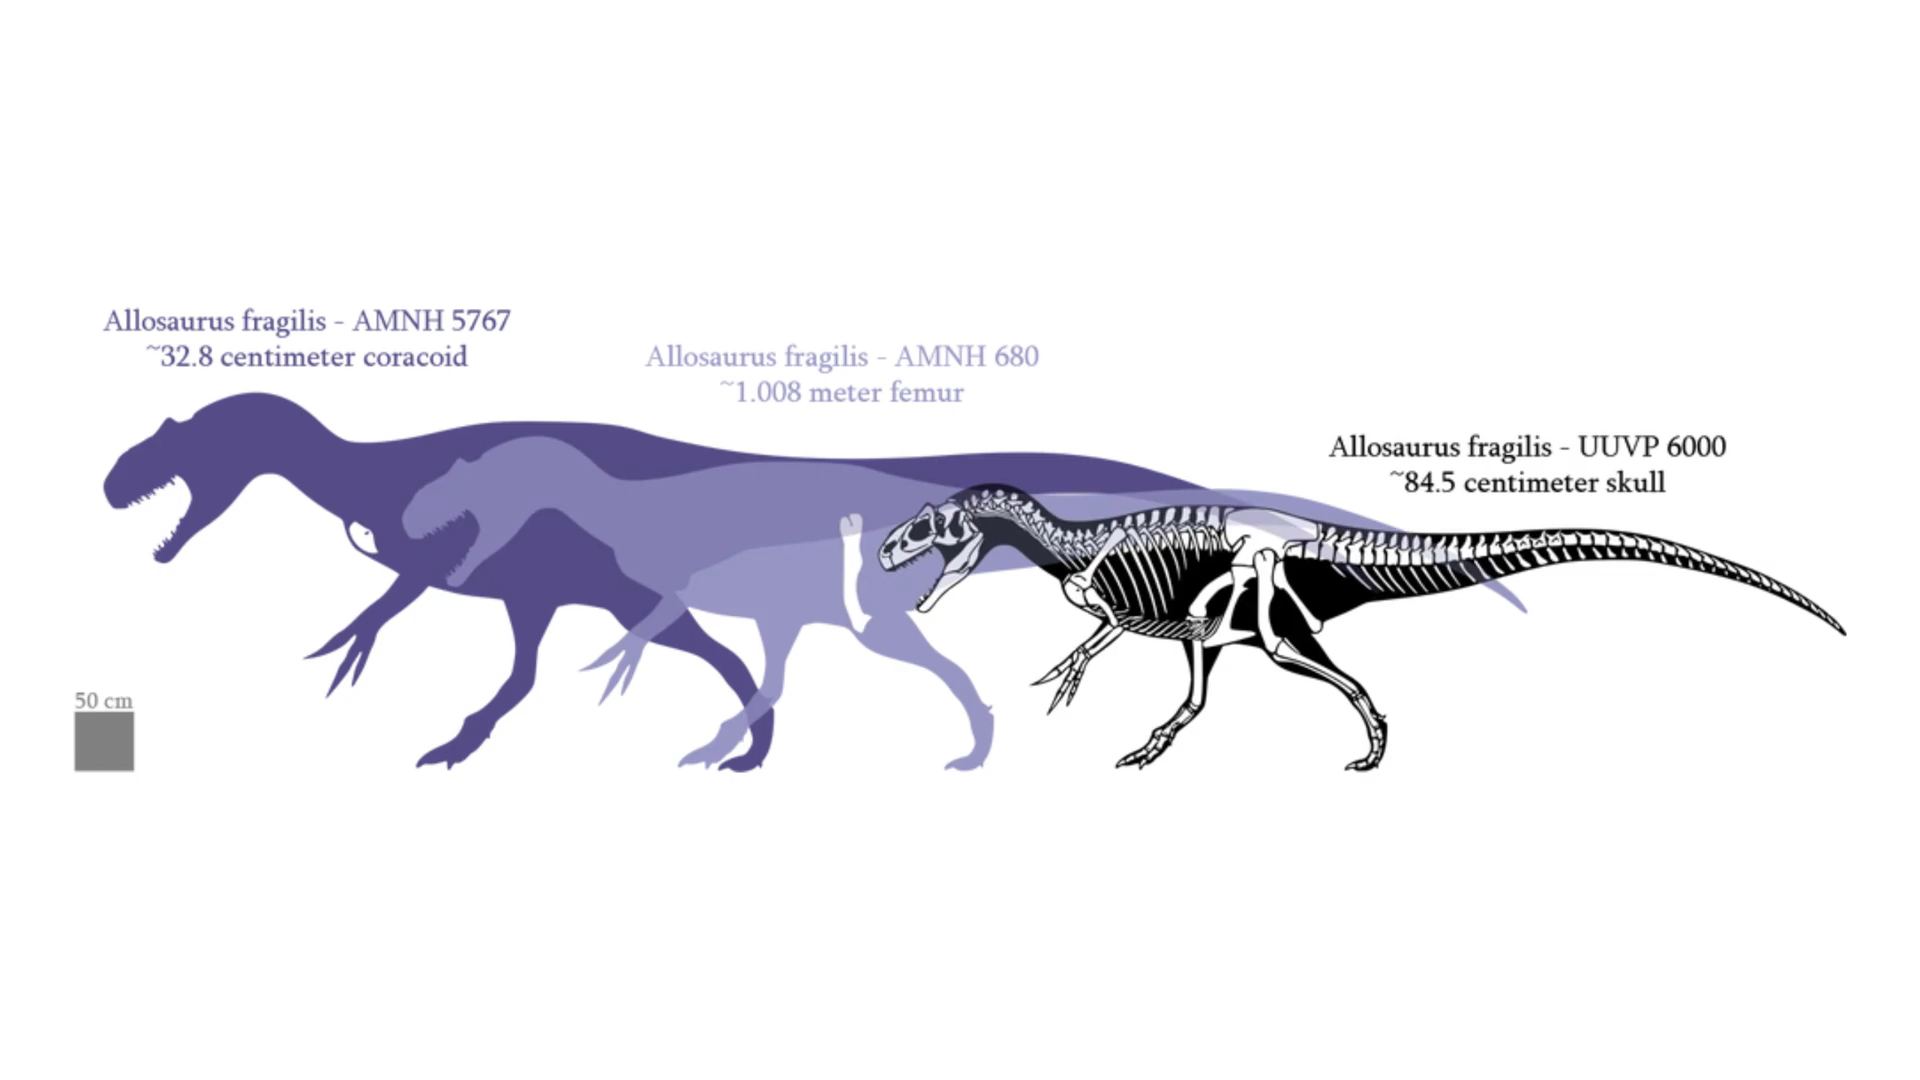 Allosaurus fragilis - AMNH 5767
~32.8 centimeter coracoid
Allosaurus fragilis - AMNH 680
~1.008 meter femur
Allosaurus fragilis - UUVP 6000
~84.5 centimeter skull
50 cm